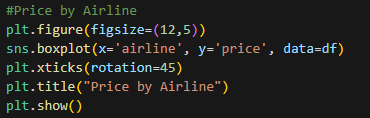 #Price by Airline
plt.figure(figsize=(12,5))
sns.boxplot(x='airline', y='price', data=df)
plt.xticks(rotation=45)
plt.title("Price by Airline")
plt.show()